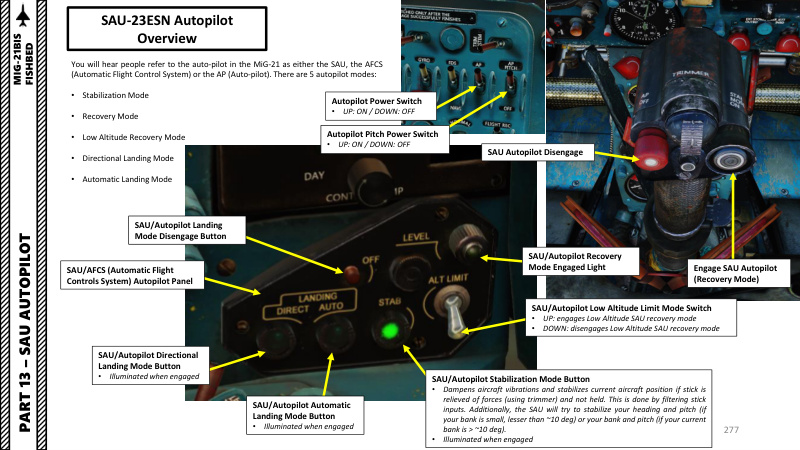 SAU-23ESN Autopilot
Overview
MiG-21BIS
FISHBED
PART 13 – SAU AUTOPILOT
You will hear people refer to the auto-pilot in the MiG-21 as either the SAU, the AFCS
(Automatic Flight Control System) or the AP (Auto-pilot). There are 5 autopilot modes:
• Stabilization Mode
• Recovery Mode
• Low Altitude Recovery Mode
• Directional Landing Mode
• Automatic Landing Mode
GYRO
FDS
AP
AP
PITCH
OFF
FLIGHT REC
Autopilot Power Switch
• UP: ON / DOWN: OFF
Autopilot Pitch Power Switch
• UP: ON / DOWN: OFF
TRIMMER
AP
OFF
SAU Autopilot Disengage
Engage SAU Autopilot
(Recovery Mode)
DAY
SAU/Autopilot Landing
Mode Disengage Button
SAU/AFCS (Automatic Flight
Controls System) Autopilot Panel
LEVEL
OFF
ALT LIMIT
LANDING
DIRECT AUTO
STAB
SAU/Autopilot Recovery
Mode Engaged Light
SAU/Autopilot Low Altitude Limit Mode Switch
• UP: engages Low Altitude SAU recovery mode
• DOWN: disengages Low Altitude SAU recovery mode
SAU/Autopilot Directional
Landing Mode Button
• Illuminated when engaged
SAU/Autopilot Automatic
Landing Mode Button
• Illuminated when engaged
SAU/Autopilot Stabilization Mode Button
• Dampens aircraft vibrations and stabilizes current aircraft position if stick is
relieved of forces (using trimmer) and not held. This is done by filtering stick
inputs. Additionally, the SAU will try to stabilize your heading and pitch (if
your bank is small, lesser than ~10 deg) or your bank and pitch (if your current
bank is > ~10 deg).
• Illuminated when engaged
277